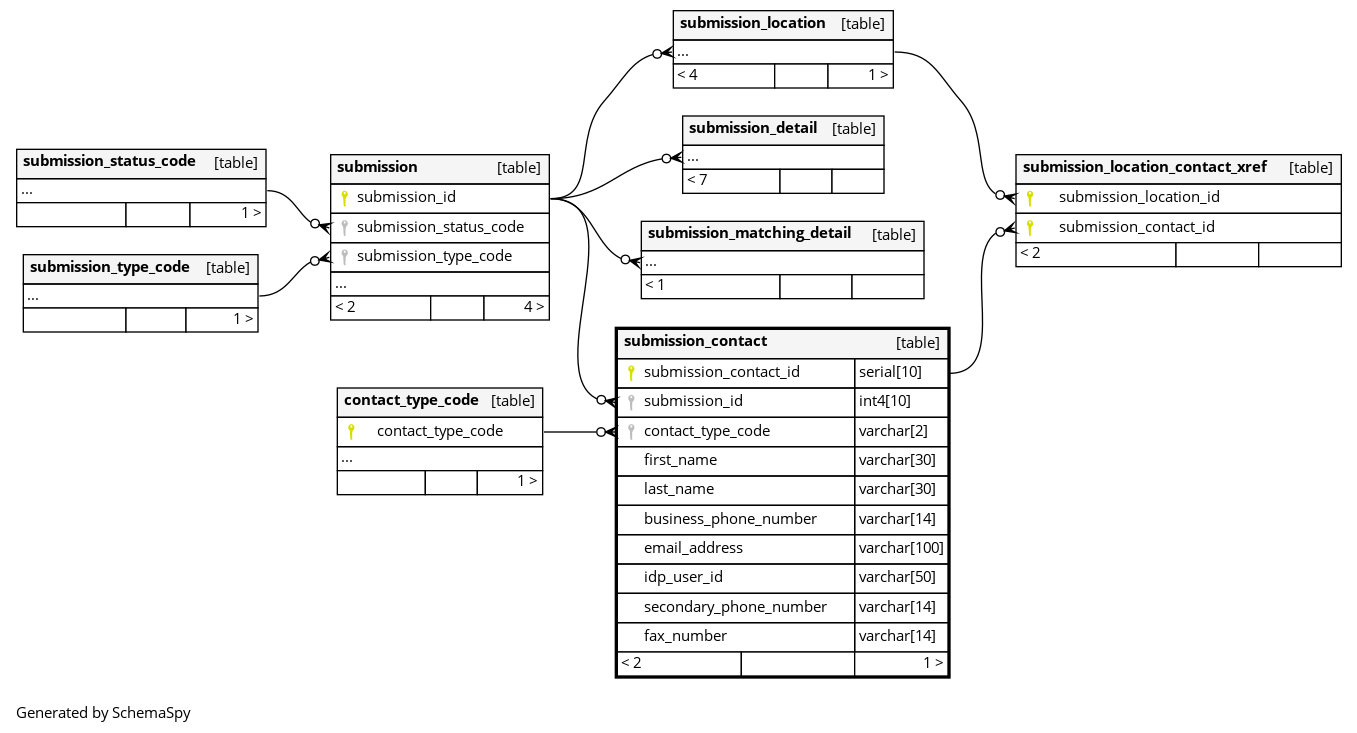 submission_location [table]
...
< 4 1 >
submission_detail [table]
...
< 7
submission_status_code [table]
...
1 >
submission [table]
submission_id
submission_status_code
submission_type_code
...
< 2 4 >
submission_location_contact_xref [table]
submission_location_id
submission_contact_id
< 2
submission_matching_detail [table]
...
< 1
submission_type_code [table]
...
1 >
submission_contact [table]
submission_contact_id serial[10]
submission_id int4[10]
contact_type_code varchar[2]
first_name varchar[30]
last_name varchar[30]
business_phone_number varchar[14]
email_address varchar[100]
idp_user_id varchar[50]
secondary_phone_number varchar[14]
fax_number varchar[14]
< 2 1 >
contact_type_code [table]
contact_type_code
...
1 >
Generated by SchemaSpy